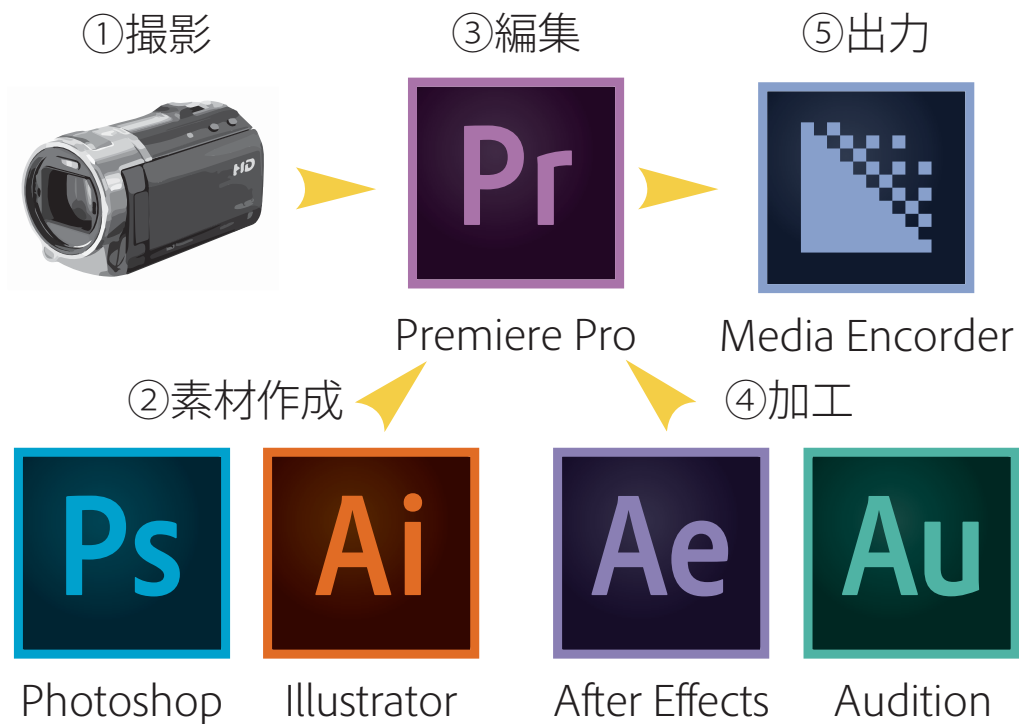 ①撮影
③編集
⑤出力
HD
Pr
Premiere Pro
Media Encorder
②素材作成
④加工
Ps
Ai
Ae
Au
Photoshop
Illustrator
After Effects
Audition